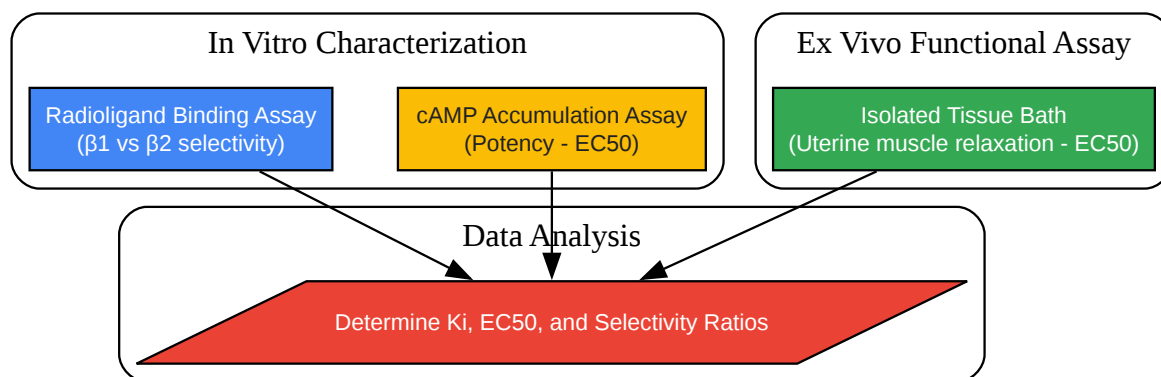 In Vitro Characterization
Ex Vivo Functional Assay
Radioligand Binding Assay
(β1 vs β2 selectivity)
cAMP Accumulation Assay
(Potency - EC50)
Isolated Tissue Bath
(Uterine muscle relaxation - EC50)
Data Analysis
Determine Ki, EC50, and Selectivity Ratios